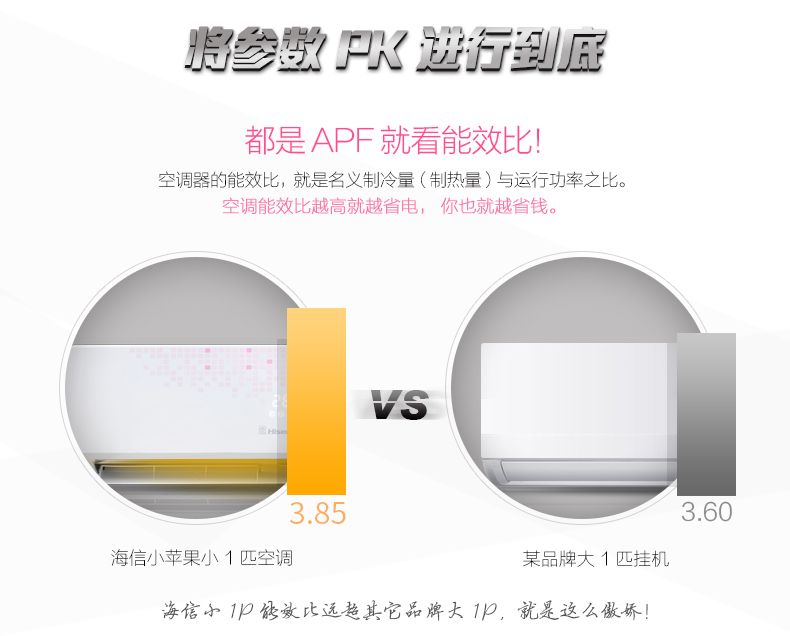 将参数 PK 进行到底
都是 APF 就看能效比!
空调器的能效比,就是名义制冷量(制热量)与运行功率之比。
空调能效比越高就越省电, 你也就越省钱。
VS
3.85
3.60
海信小苹果小 1 匹空调
某品牌大 1 匹挂机
海信小 1P 能效比远超其它品牌大 1P, 就是这么傲娇!